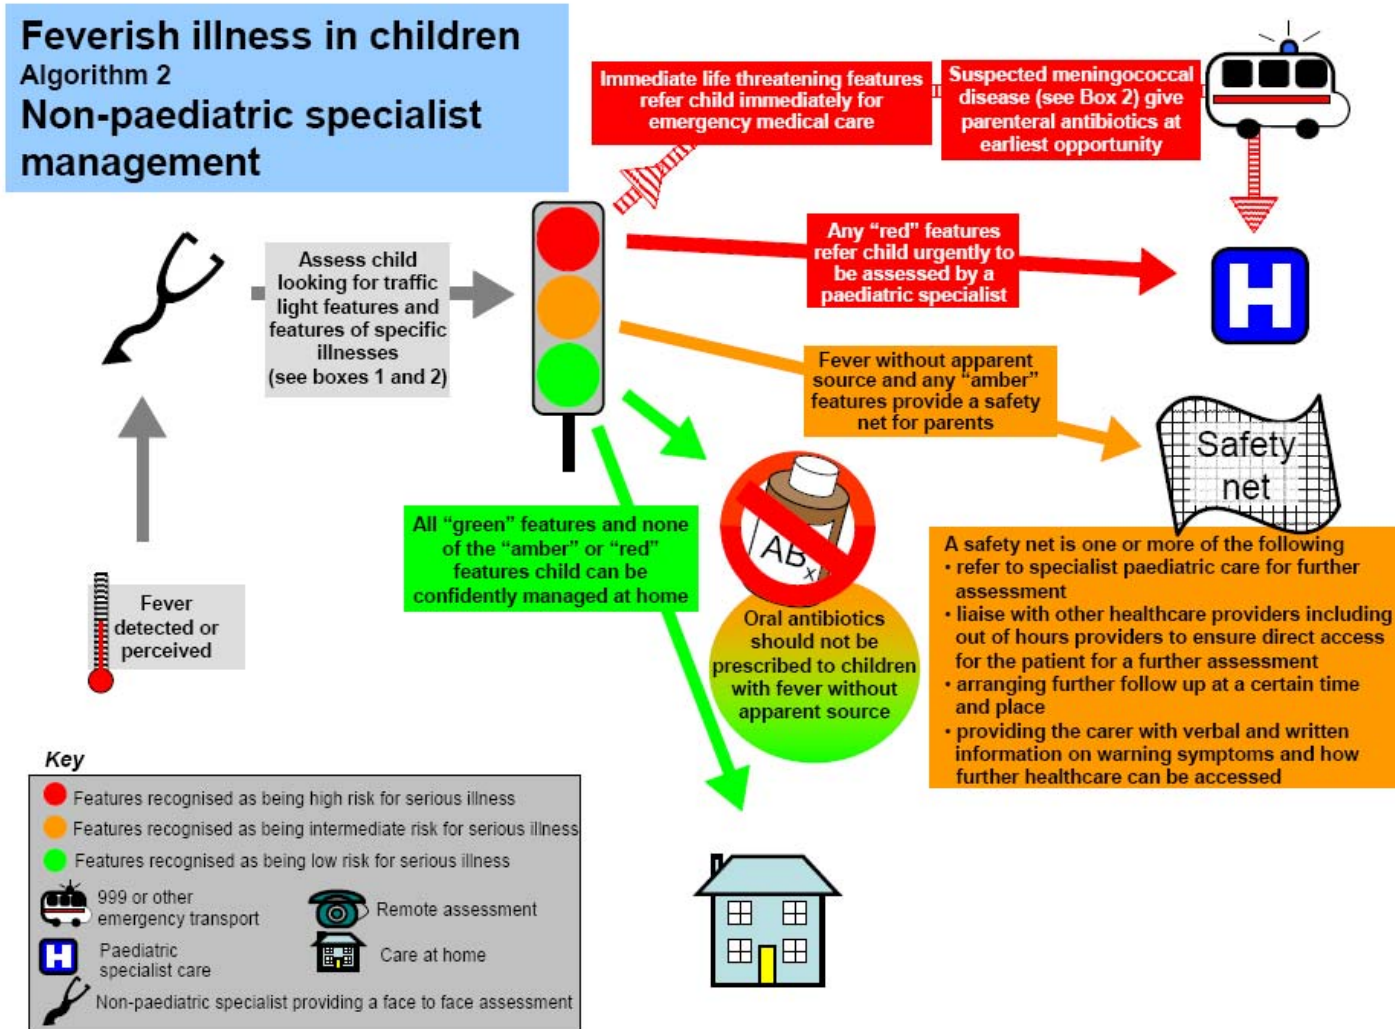 Feverish illness in children
Algorithm 2
Non-paediatric specialist
management
Immediate life threatening features
refer child immediately for
emergency medical care
Suspected meningococcal
disease (see Box 2) give
parenteral antibiotics at
earliest opportunity
Assess child
looking for traffic
light features and
features of specific
illnesses
(see boxes 1 and 2)
Any “red” features
refer child urgently to
be assessed by a
paediatric specialist
H
Fever without apparent
source and any “amber”
features provide a safety
net for parents
Safety
net
All “green” features and none
of the “amber” or “red”
features child can be
confidently managed at home
ABx
Oral antibiotics
should not be
prescribed to children
with fever without
apparent source
A safety net is one or more of the following
• refer to specialist paediatric care for further
assessment
• liaise with other healthcare providers including
out of hours providers to ensure direct access
for the patient for a further assessment
• arranging further follow up at a certain time
and place
• providing the carer with verbal and written
information on warning symptoms and how
further healthcare can be accessed
Fever
detected or
perceived
Key
Features recognised as being high risk for serious illness
Features recognised as being intermediate risk for serious illness
Features recognised as being low risk for serious illness
999 or other
emergency transport
Remote assessment
H
Paediatric
specialist care
Care at home
Non-paediatric specialist providing a face to face assessment